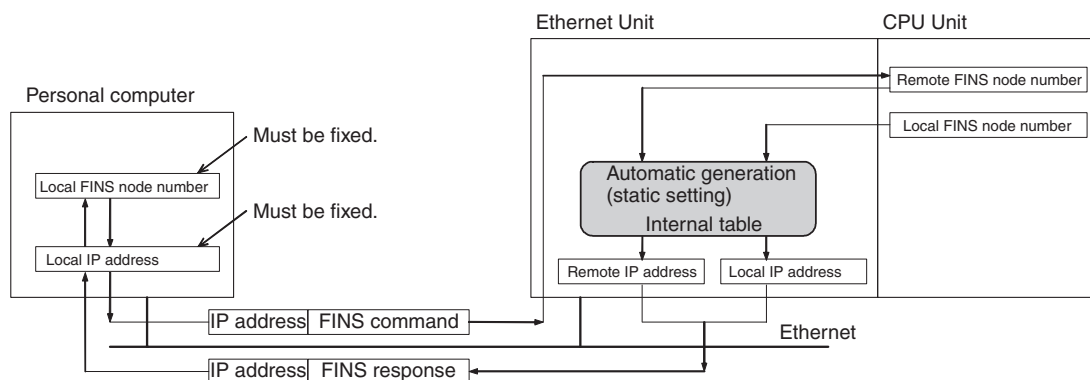 Ethernet Unit
CPU Unit
Personal computer
Remote FINS node number
Must be fixed.
Local FINS node number
Local FINS node number
Automatic generation
(static setting)
Internal table
Must be fixed.
Local IP address
Remote IP address
Local IP address
IP address
FINS command
Ethernet
IP address
FINS response